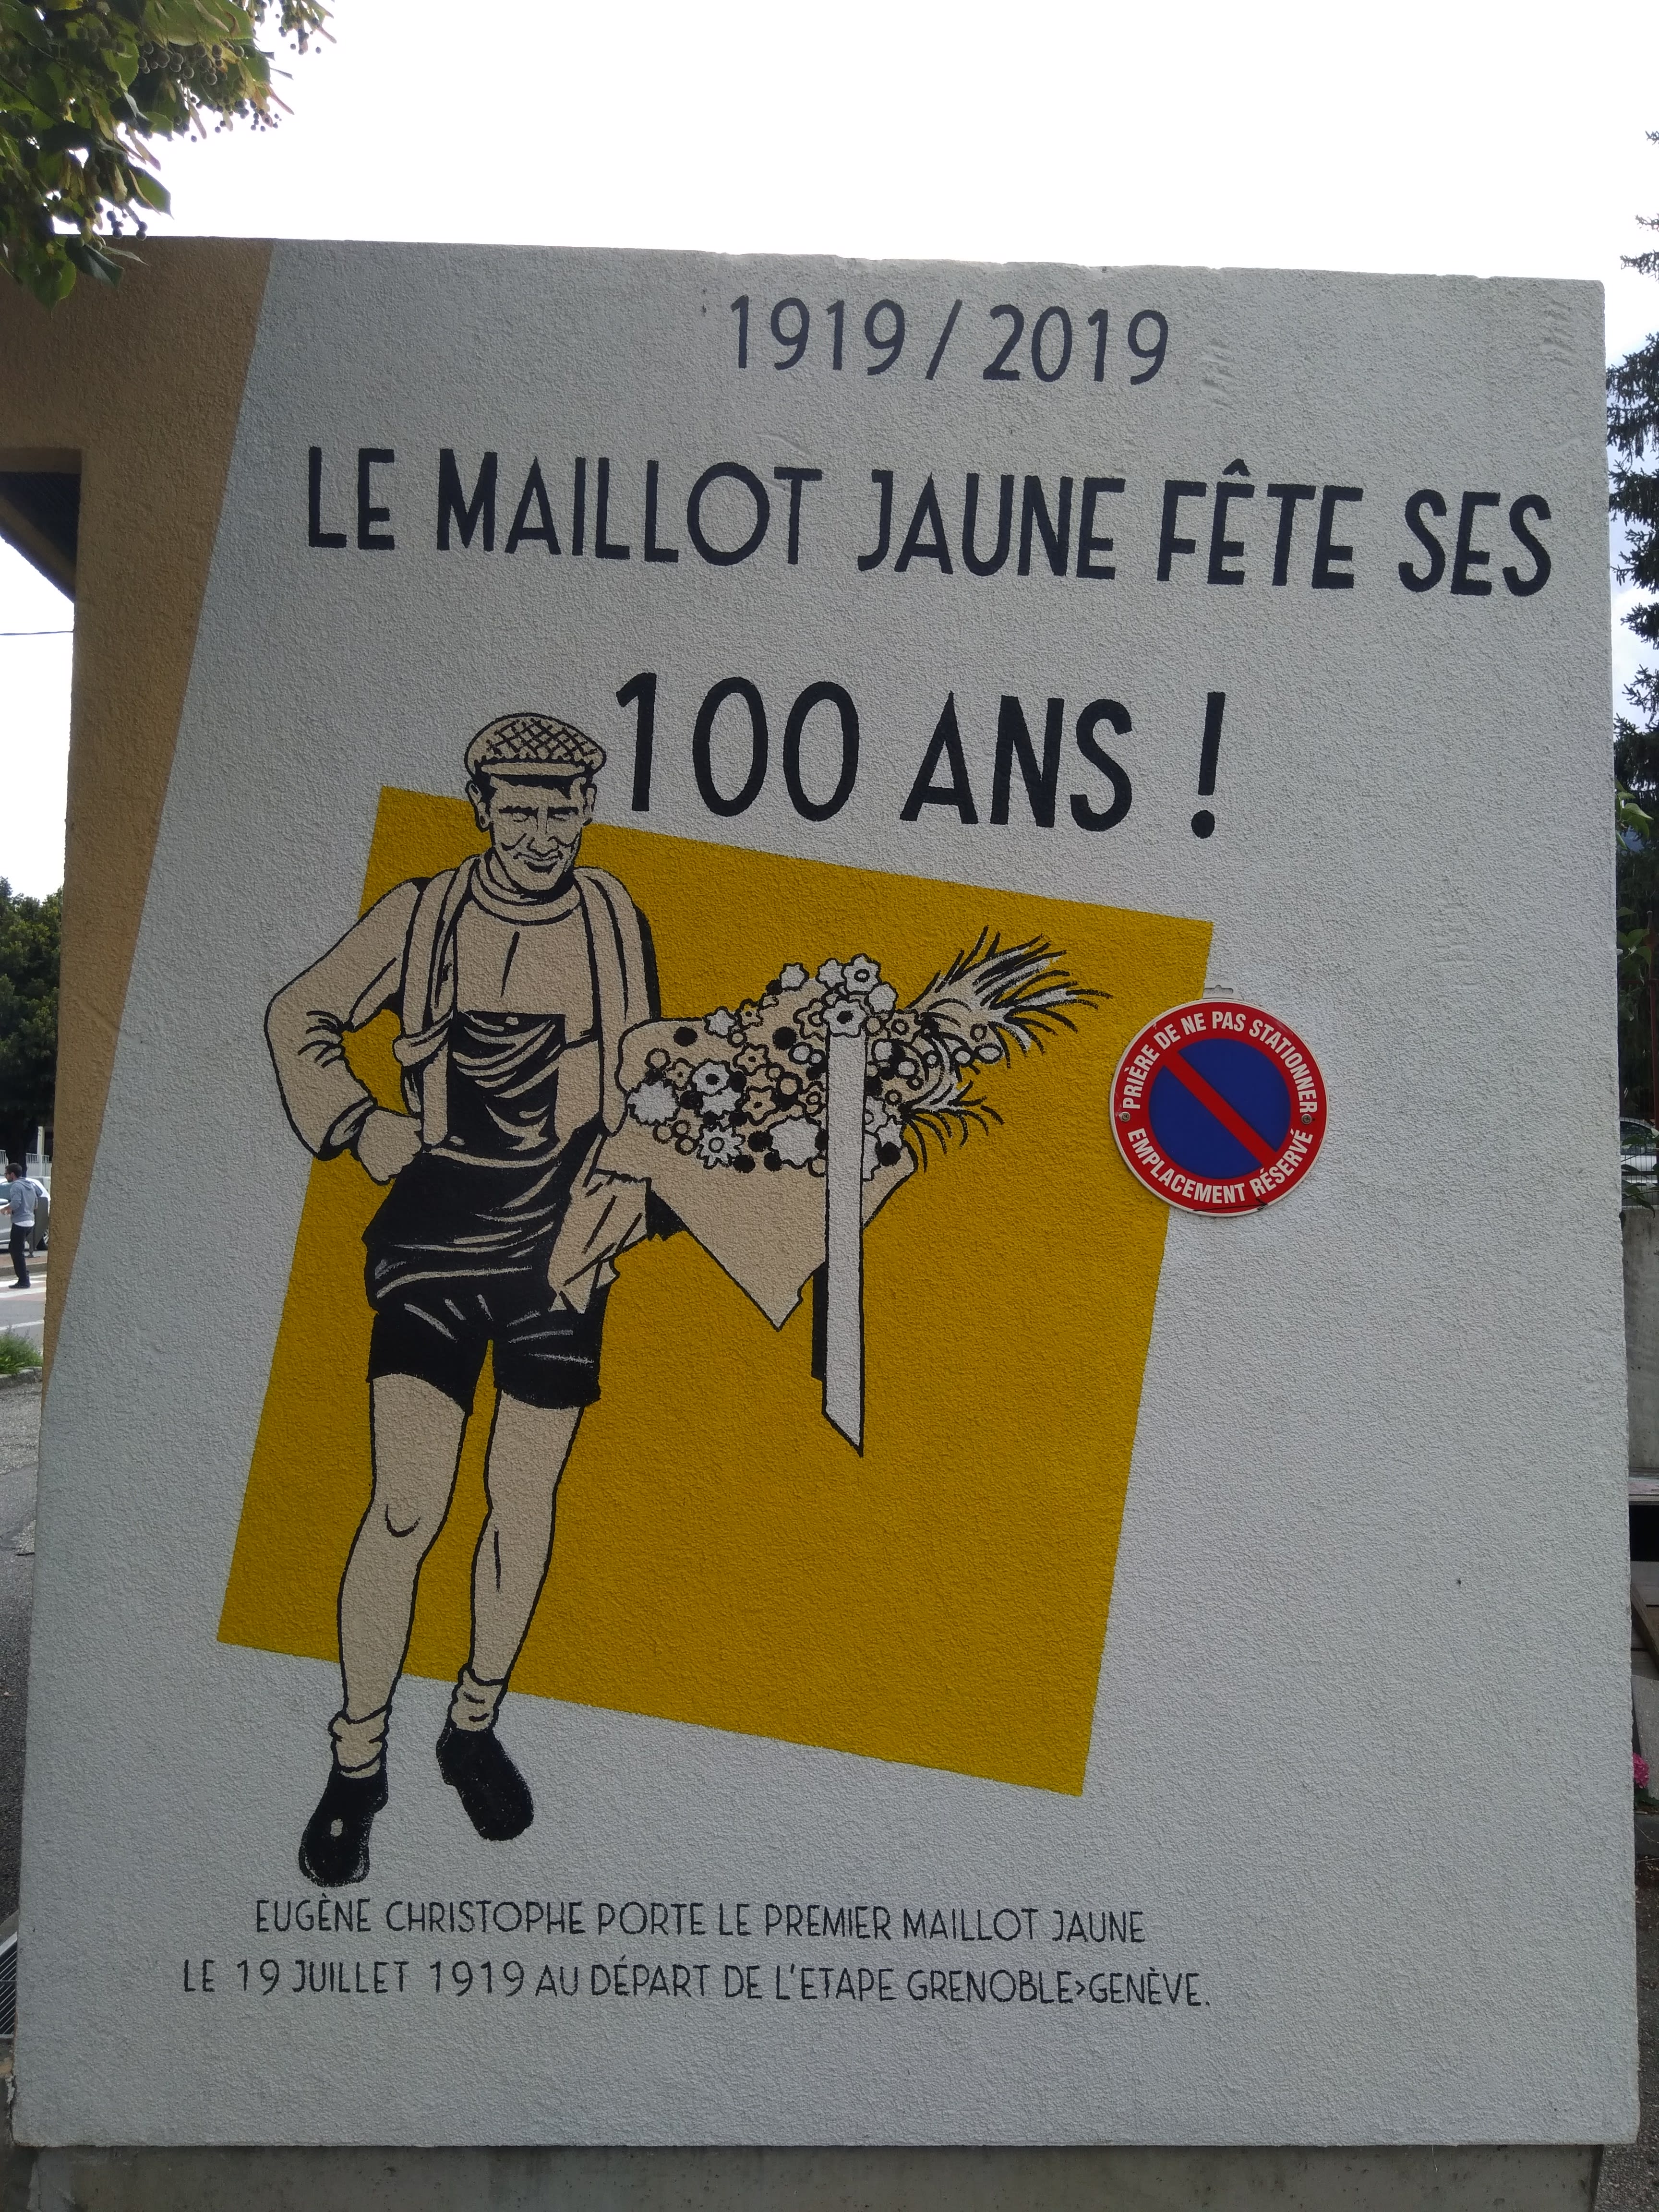 1919 / 2019
LE MAILLOT JAUNE FÊTE SES
100 ANS !
PRIÈRE DE NE PAS STATIONNER
EMPLACEMENT RÉSERVÉ
EUGÈNE CHRISTOPHE PORTE LE PREMIER MAILLOT JAUNE
LE 19 JUILLET 1919 AU DÉPART DE L'ETAPE GRENOBLE>GENÈVE.